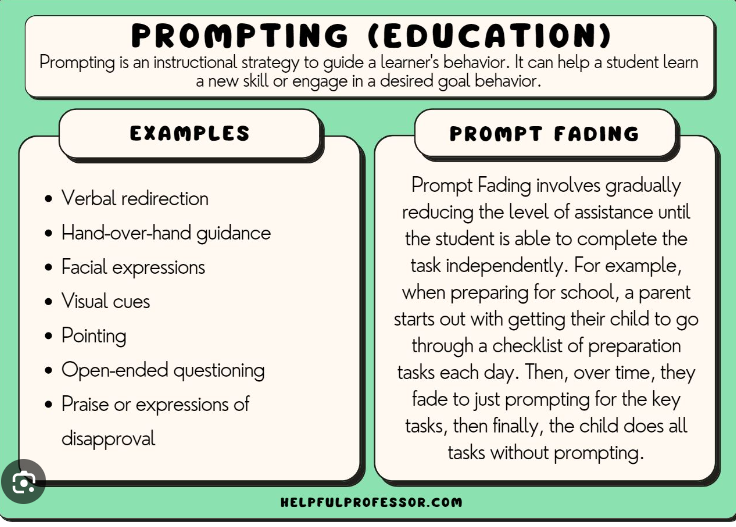 PROMPTING (EDUCATION)
Prompting is an instructional strategy to guide a learner's behavior. It can help a student learn
a new skill or engage in a desired goal behavior.
EXAMPLES
• Verbal redirection
• Hand-over-hand guidance
• Facial expressions
• Visual cues
• Pointing
• Open-ended questioning
• Praise or expressions of
disapproval
PROMPT FADING
Prompt Fading involves gradually
reducing the level of assistance until
the student is able to complete the
task independently. For example,
when preparing for school, a parent
starts out with getting their child to go
through a checklist of preparation
tasks each day. Then, over time, they
fade to just prompting for the key
tasks, then finally, the child does all
tasks without prompting.
HELPFULPROFESSOR.COM